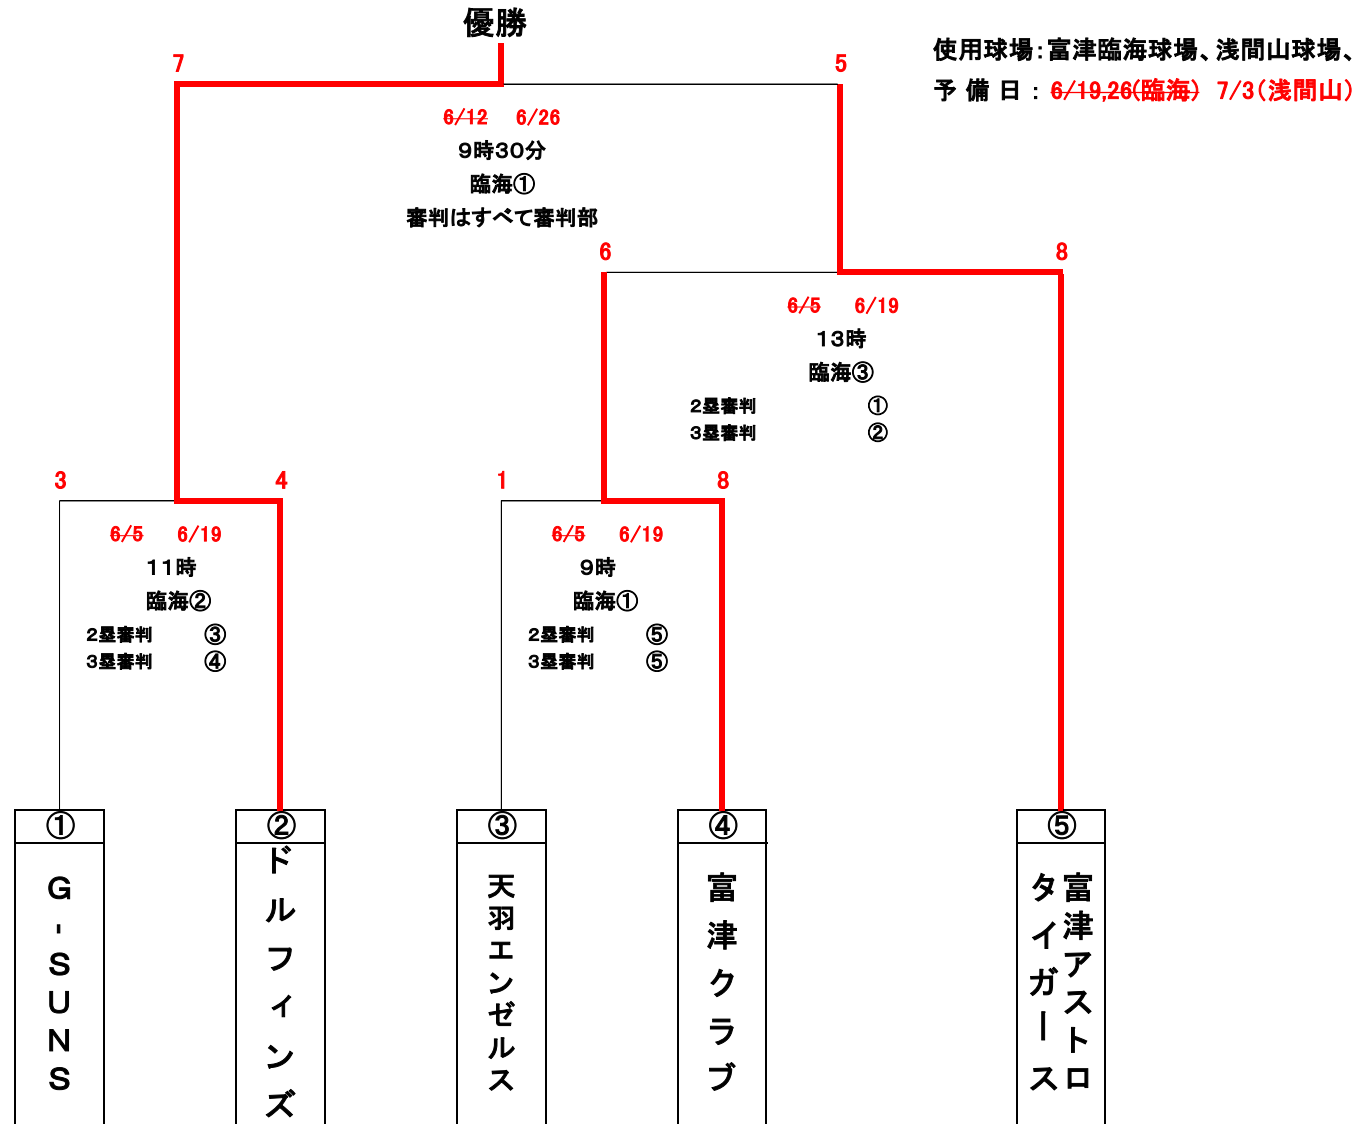 優勝
使用球場：富津臨海球場、浅間山球場、
予 備 日 ： 6/19,26(臨海) 7/3(浅間山)
7 5
6/12 6/26
9時30分
臨海①
審判はすべて審判部
6 8
6/5 6/19
13時
臨海③
2塁審判 ①
3塁審判 ②
3 4 1 8
6/5 6/19
11時
臨海②
2塁審判 ③
3塁審判 ④
6/5 6/19
9時
臨海①
2塁審判 ⑤
3塁審判 ⑤
① ② ③ ④ ⑤
G-SUNS
ドルフィンズ
天羽エンゼルス
富津クラブ
富津アストロ
タイガース